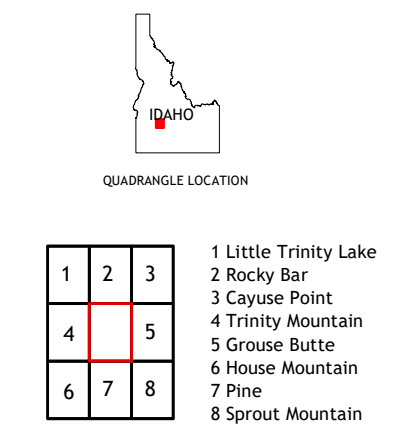 IDAHO
QUADRANGLE LOCATION
1 2 3
4 5
6 7 8
1 Little Trinity Lake
2 Rocky Bar
3 Cayuse Point
4 Trinity Mountain
5 Grouse Butte
6 House Mountain
7 Pine
8 Sprout Mountain